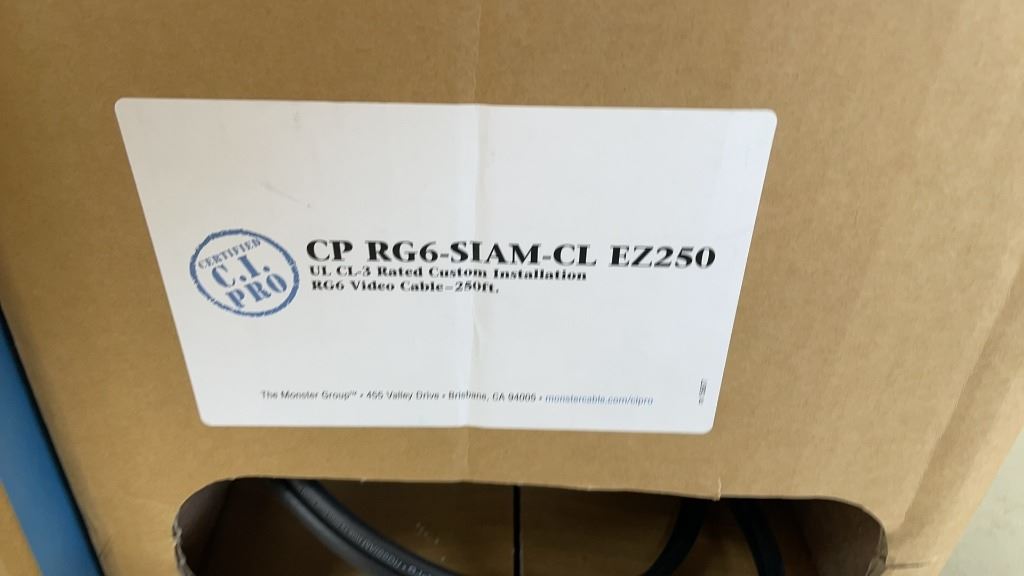 CERTIFIED
C.I.
PRO
CP RG6-SIAM-CL EZ250
UL CL-3 Rated Custom Installation
RG6 Video Cable-250ft.
The Monster Group™ • 455 Valley Drive • Brisbane, CA 94005 • monstercable.com/cipro